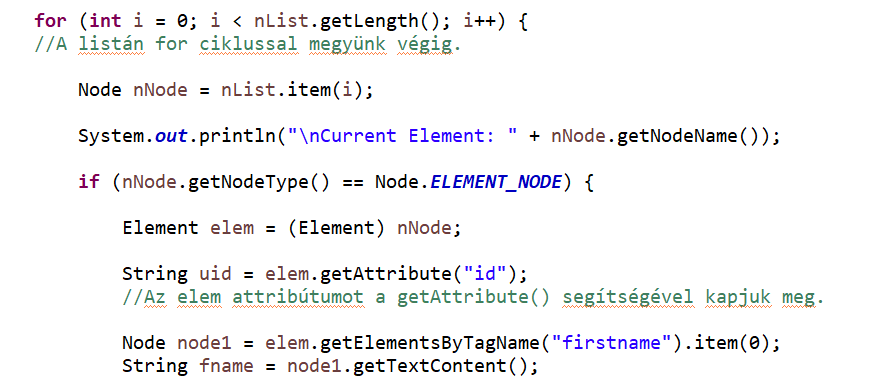 for (int i = 0; i < nList.getLength(); i++) {
//A listán for ciklussal megyünk végig.
Node nNode = nList.item(i);
System.out.println("\nCurrent Element: " + nNode.getNodeName());
if (nNode.getNodeType() == Node.ELEMENT_NODE) {
Element elem = (Element) nNode;
String uid = elem.getAttribute("id");
//Az elem attribútumot a getAttribute() segítségével kapjuk meg.
Node node1 = elem.getElementsByTagName("firstname").item(0);
String fname = node1.getTextContent();